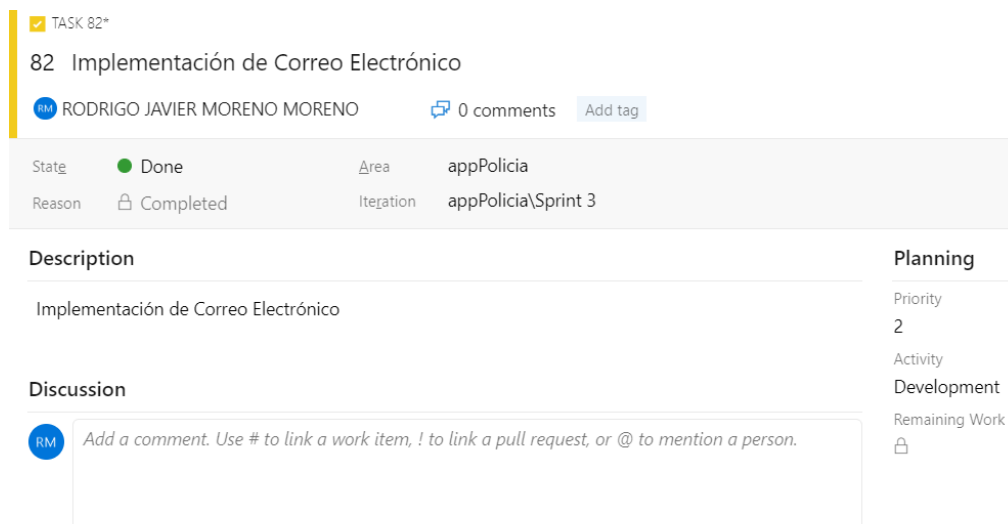 TASK 82*
82 Implementación de Correo Electrónico
RM RODRIGO JAVIER MORENO MORENO 0 comments Add tag
State Done Area appPolicia
Reason Completed Iteration appPolicia\Sprint 3
Description
Implementación de Correo Electrónico
Discussion
RM Add a comment. Use # to link a work item, ! to link a pull request, or @ to mention a person.
Planning
Priority
2
Activity
Development
Remaining Work